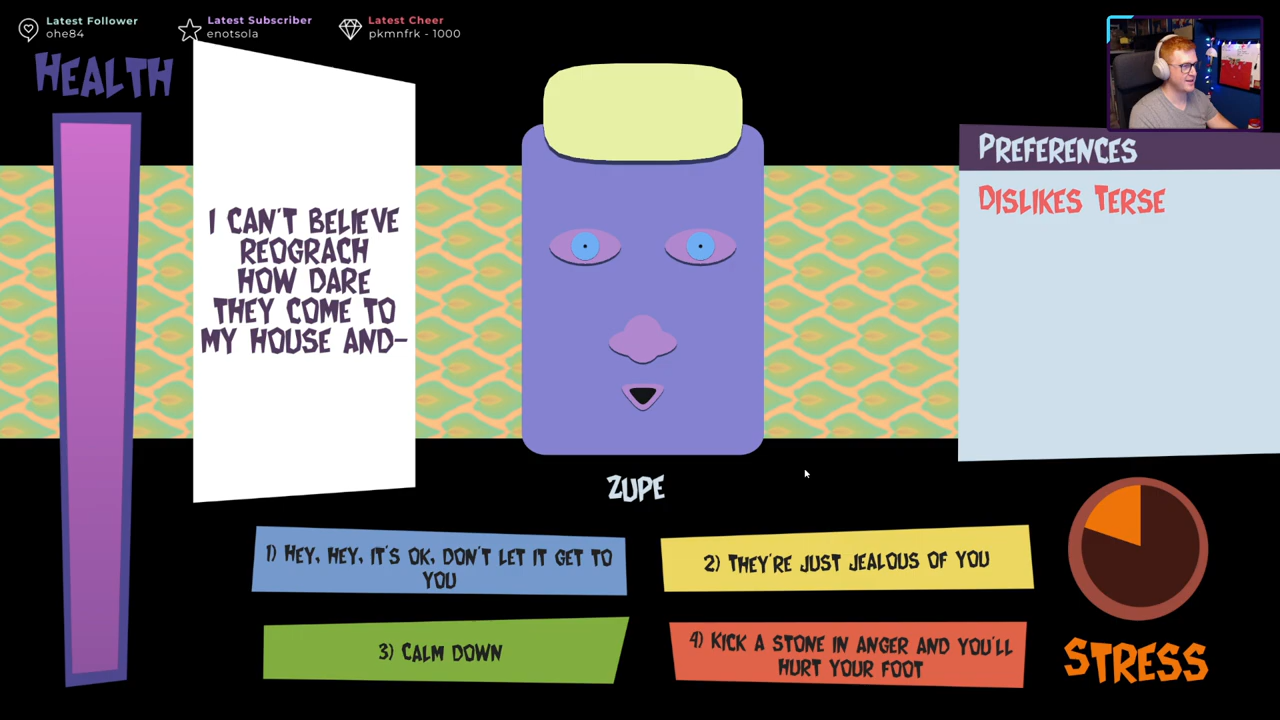 Latest Follower
ohe84
Latest Subscriber
enotsola
Latest Cheer
pkmnfrk - 1000
HEALTH
I CAN'T BELIEVE
REOGRACH
HOW DARE
THEY COME TO
MY HOUSE AND-
PREFERENCES
DISLIKES TERSE
ZUPE
1) HEY, HEY, IT'S OK, DON'T LET IT GET TO
YOU
2) THEY'RE JUST JEALOUS OF YOU
3) CALM DOWN
4) KICK A STONE IN ANGER AND YOU'LL
HURT YOUR FOOT
STRESS